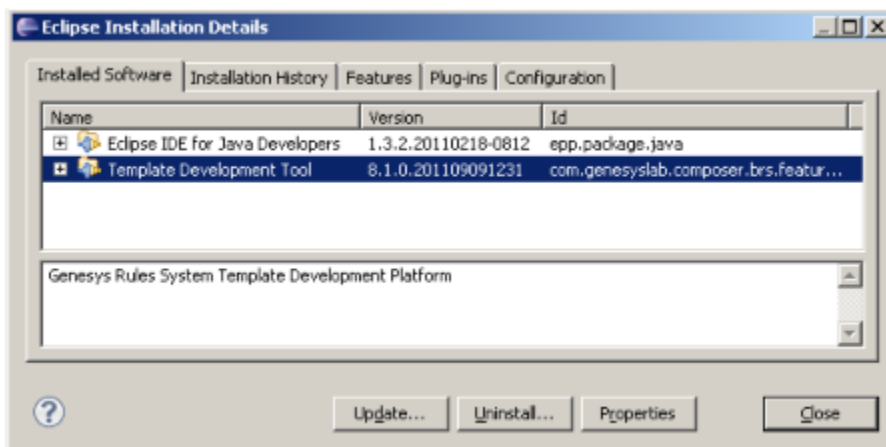 Eclipse Installation Details
Installed Software Installation History Features Plug-ins Configuration
Name Version Id
Eclipse IDE for Java Developers 1.3.2.20110218-0812 epp.package.java
Template Development Tool 8.1.0.201109091231 com.genesyslab.composer.brs.featur...
Genesys Rules System Template Development Platform
? Update... Uninstall... Properties Close